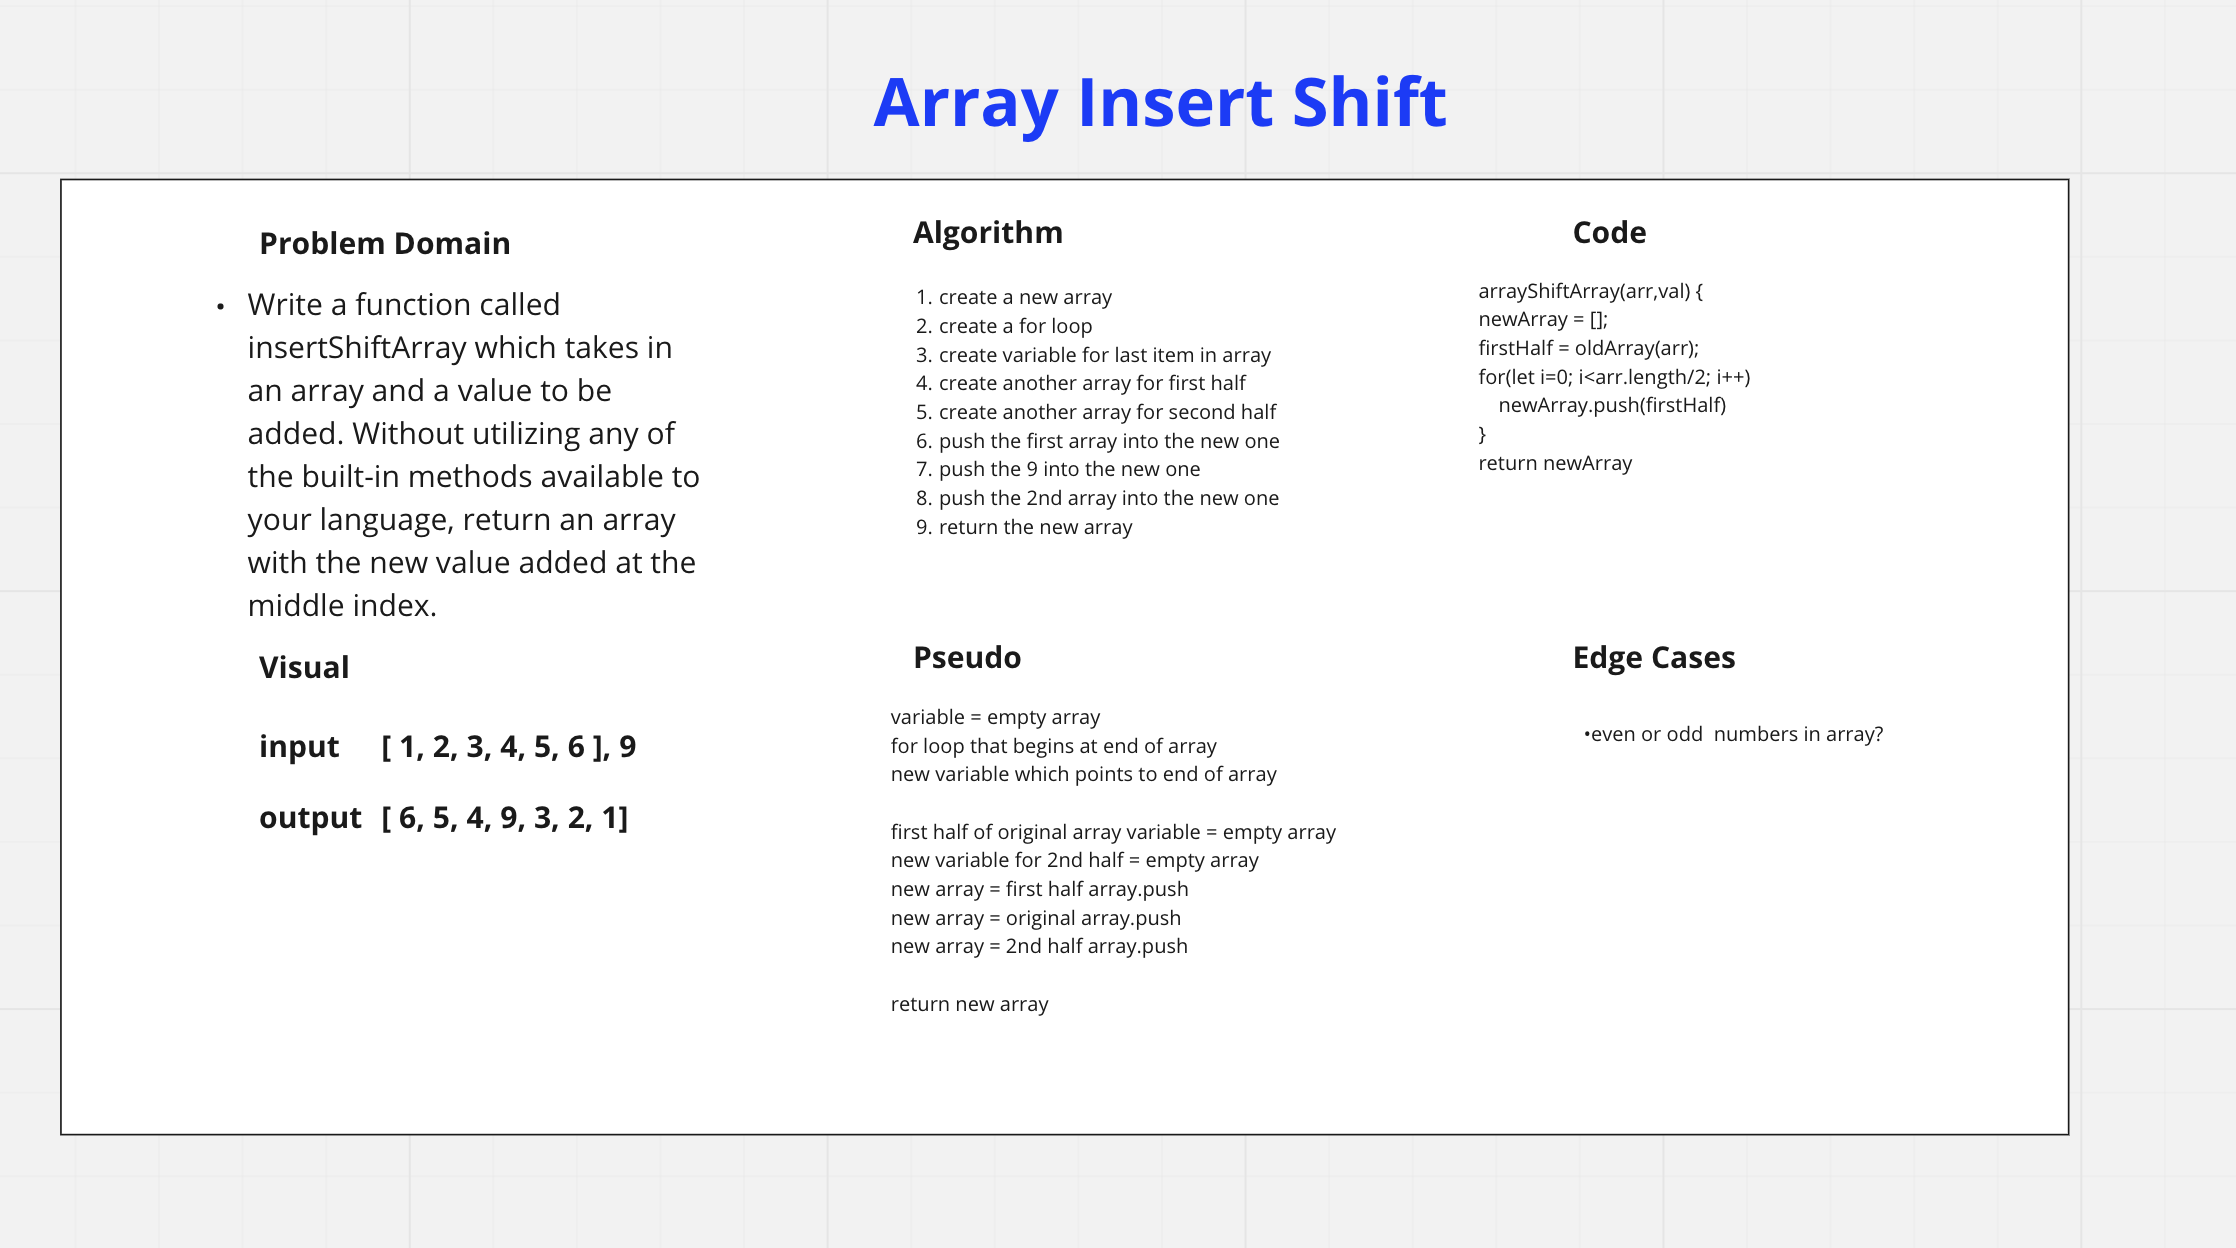 Array Insert Shift
Problem Domain
• Write a function called
insertShiftArray which takes in
an array and a value to be
added. Without utilizing any of
the built-in methods available to
your language, return an array
with the new value added at the
middle index.
Visual
input [ 1, 2, 3, 4, 5, 6 ], 9
output [ 6, 5, 4, 9, 3, 2, 1]
Algorithm
1. create a new array
2. create a for loop
3. create variable for last item in array
4. create another array for first half
5. create another array for second half
6. push the first array into the new one
7. push the 9 into the new one
8. push the 2nd array into the new one
9. return the new array
Pseudo
variable = empty array
for loop that begins at end of array
new variable which points to end of array
first half of original array variable = empty array
new variable for 2nd half = empty array
new array = first half array.push
new array = original array.push
new array = 2nd half array.push
return new array
Code
arrayShiftArray(arr,val) {
newArray = [];
firstHalf = oldArray(arr);
for(let i=0; i<arr.length/2; i++)
newArray.push(firstHalf)
}
return newArray
Edge Cases
•even or odd  numbers in array?